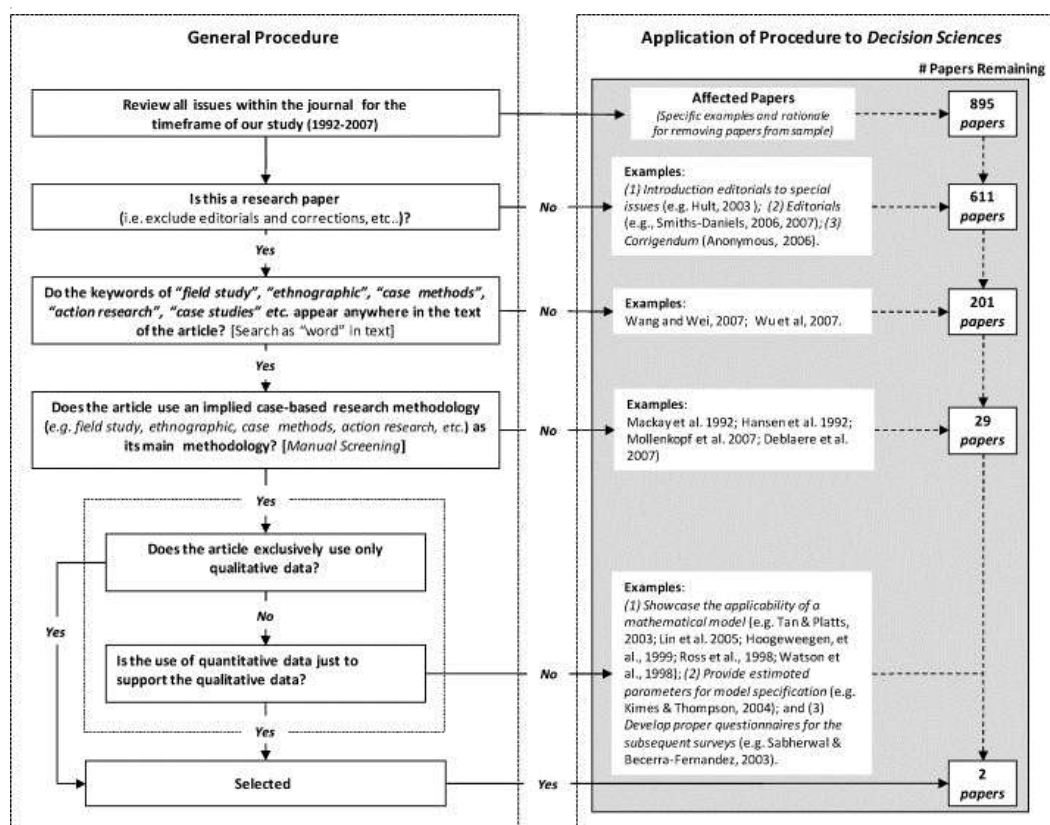 General Procedure
Review all issues within the journal for the
timeframe of our study (1992-2007)
Is this a research paper
(i.e. exclude editorials and corrections, etc..)?
Yes
Do the keywords of “field study”, “ethnographic”, “case methods”,
“action research”, “case studies” etc. appear anywhere in the text
of the article? [Search as “word” in text]
Yes
Does the article use an implied case-based research methodology
(e.g. field study, ethnographic, case methods, action research, etc.) as
its main methodology? [Manual Screening]
Yes
Does the article exclusively use only
qualitative data?
No
Yes
Is the use of quantitative data just to
support the qualitative data?
Yes
Selected
No
No
No
No
Yes
Application of Procedure to Decision Sciences
# Papers Remaining
Affected Papers
(Specific examples and rationale
for removing papers from sample)
895
papers
Examples:
(1) Introduction editorials to special
issues (e.g. Hult, 2003 ); (2) Editorials
(e.g., Smiths-Daniels, 2006, 2007); (3)
Corrigendum (Anonymous, 2006).
611
papers
Examples:
Wang and Wei, 2007; Wu et al, 2007.
201
papers
Examples:
Mackay et al. 1992; Hansen et al. 1992;
Mollenkopf et al. 2007; Deblaere et al.
2007)
29
papers
Examples:
(1) Showcase the applicability of a
mathematical model (e.g. Tan & Platts,
2003; Lin et al. 2005; Hoogeweegen, et
al., 1999; Ross et al., 1998; Watson et
al., 1998); (2) Provide estimated
parameters for model specification (e.g.
Kimes & Thompson, 2004); and (3)
Develop proper questionnaires for the
subsequent surveys (e.g. Sabherwal &
Becerra-Fernandez, 2003).
2
papers